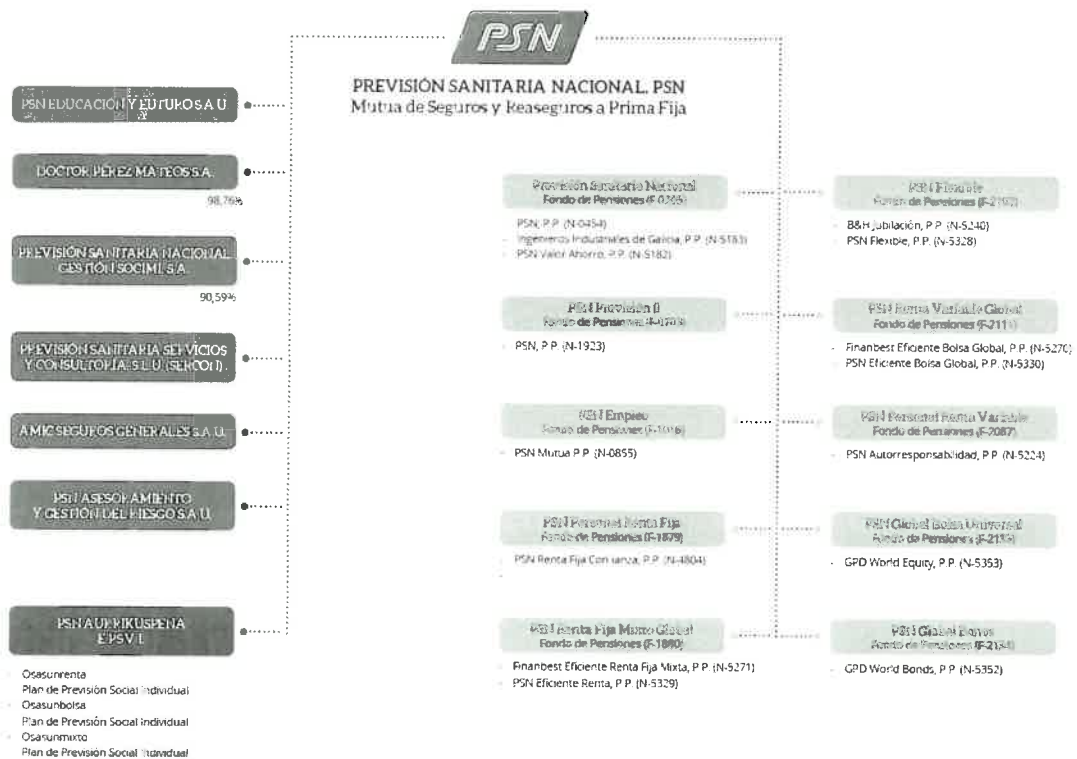 PSN
PREVISIÓN SANITARIA NACIONAL, PSN
Mutua de Seguros y Reaseguros a Prima Fija
PSN EDUCACIÓN Y FUTURO S.A.U.
DOCTOR PÉREZ MATEOS S.A.
98,76%
PREVISIÓN SANITARIA NACIONAL
GESTIÓN SOCIMI, S.A.
90,59%
PREVISIÓN SANITARIA SERVICIOS
Y CONSULTORÍA, S.L.U. (SERCON)
AMIC SEGUROS GENERALES S.A.U.
PSN ASESORAMIENTO
Y GESTIÓN DEL RIESGO S.A.U.
PSN AURRIKUSPENA
EPSV I.
- Osasunrenta
Plan de Previsión Social Individual
- Osasunbolsa
Plan de Previsión Social Individual
- Osasunmixto
Plan de Previsión Social Individual
Previsión Sanitaria Nacional
Fondo de Pensiones
- PSN, P.P. (N-0454)
- Ingenieros Industriales de Galicia, P.P. (N-5183)
- PSN Valor Ahorro, P.P. (N-5182)
PSN Previsión II
Fondo de Pensiones
- PSN, P.P. (N-1923)
PSN Empleo
Fondo de Pensiones
- PSN Mutua P.P. (N-0855)
PSN Personal Renta Fija
Fondo de Pensiones (F-1879)
- PSN Renta Fija Confianza, P.P. (N-4804)
PSN Renta Fija Mixta Global
Fondo de Pensiones (F-1880)
- Finanbest Eficiente Renta Fija Mixta, P.P. (N-5271)
- PSN Eficiente Renta, P.P. (N-5329)
PSN Flexible
Fondo de Pensiones
- B&H Jubilación, P.P. (N-5240)
- PSN Flexible, P.P. (N-5328)
PSN Renta Variable Global
Fondo de Pensiones
- Finanbest Eficiente Bolsa Global, P.P. (N-5270)
- PSN Eficiente Bolsa Global, P.P. (N-5330)
PSN Personal Renta Variable
Fondo de Pensiones (F-2087)
- PSN Autorresponsabilidad, P.P. (N-5224)
PSN Global Bolsa Universal
Fondo de Pensiones
- GPD World Equity, P.P. (N-5353)
PSN Global Bonos
Fondo de Pensiones
- GPD World Bonds, P.P. (N-5352)